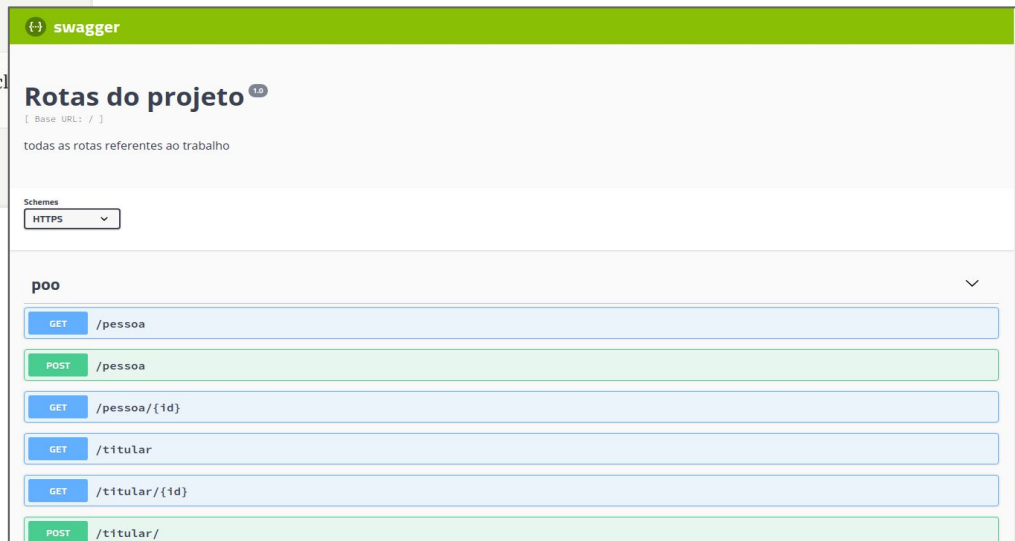 {··} swagger
Rotas do projeto 1.0
[ Base URL: / ]
todas as rotas referentes ao trabalho
Schemes
HTTPS
poo
GET /pessoa
POST /pessoa
GET /pessoa/{id}
GET /titular
GET /titular/{id}
POST /titular/